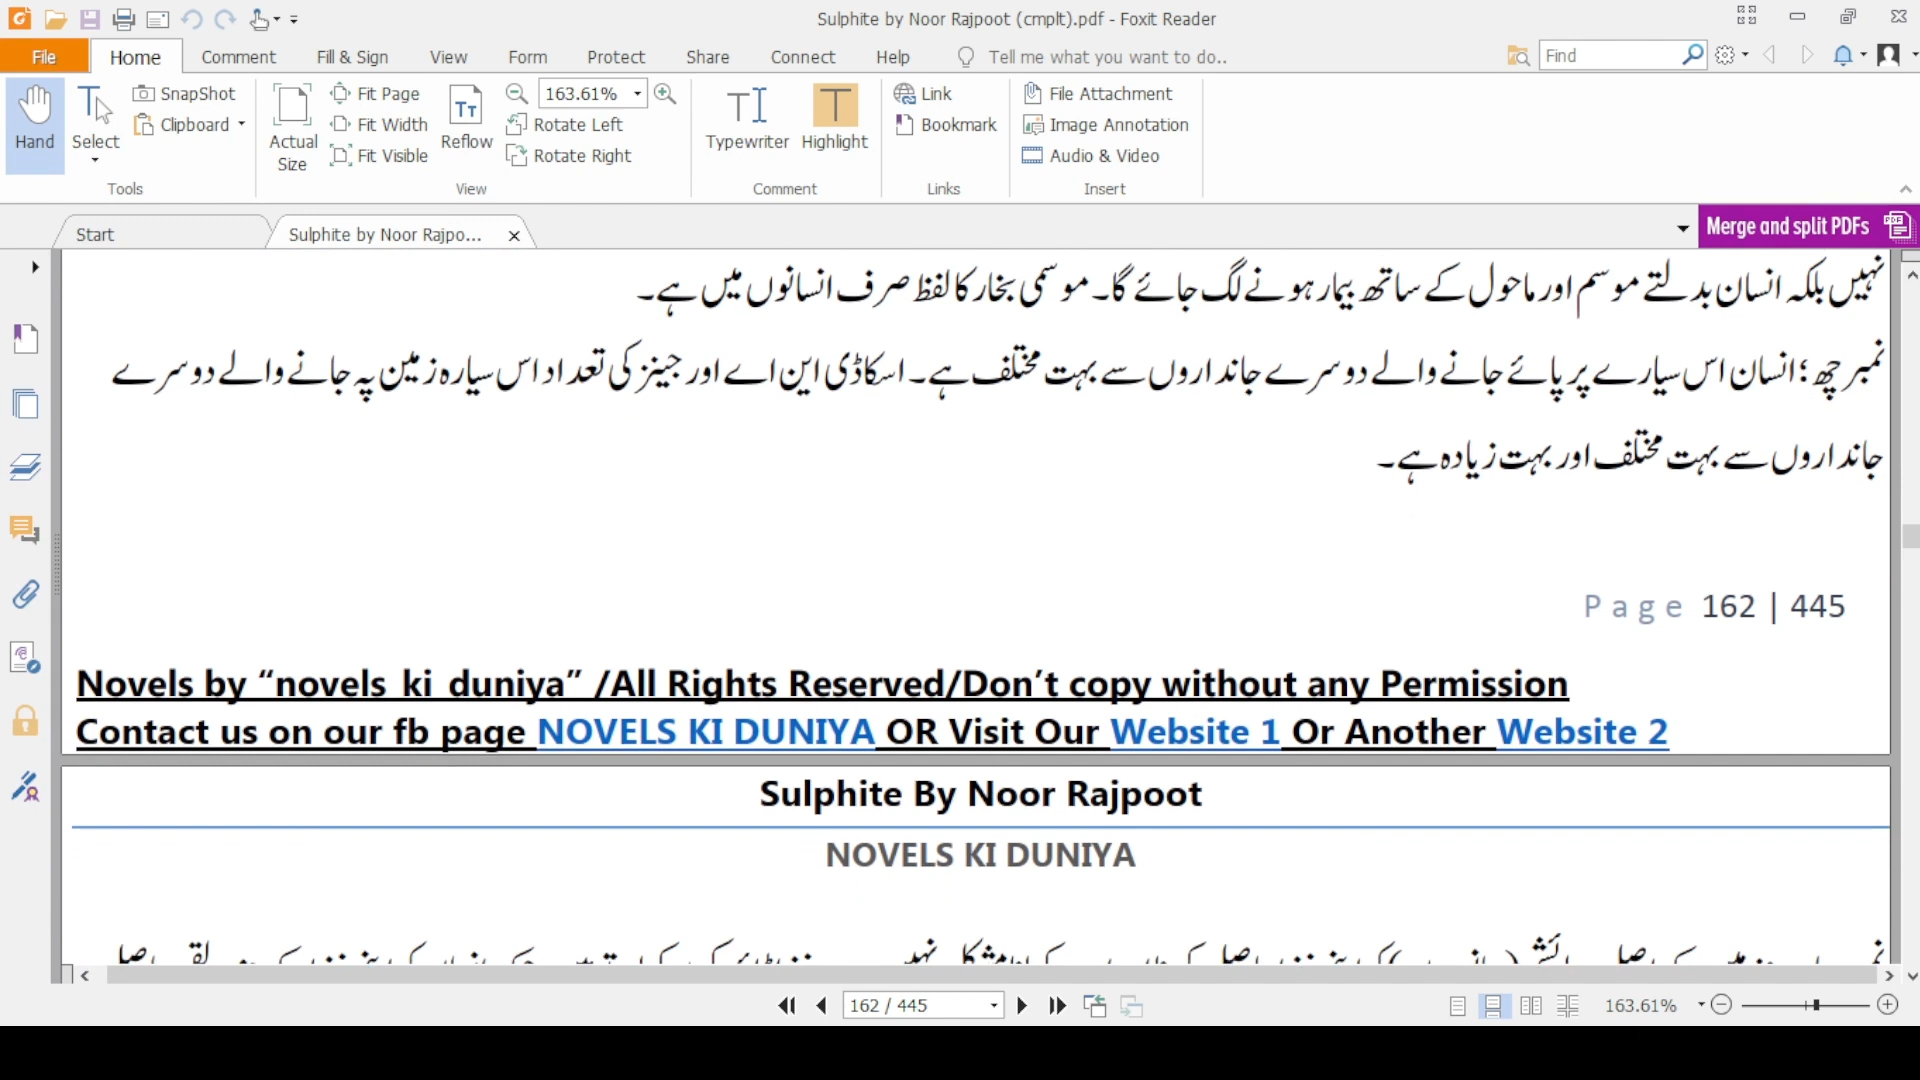 Sulphite by Noor Rajpoot (cmplt).pdf - Foxit Reader
File Home Comment Fill & Sign View Form Protect Share Connect Help Tell me what you want to do.. Find
Hand
Select
SnapShot
Clipboard
Tools
Actual Size
Fit Page
Fit Width
Fit Visible
Reflow
163.61%
Rotate Left
Rotate Right
View
Typewriter
Highlight
Comment
Link
Bookmark
Links
File Attachment
Image Annotation
Audio & Video
Insert
Start
Sulphite by Noor Rajpo...
Merge and split PDFs
نہیں بلکہ انسان بدلتے موسم اور ماحول کے ساتھ بیمار ہونے لگ جائے گا۔ موسمی بخار کا لفظ صرف انسانوں میں ہے۔
نمبر چھ؛ انسان اس سیارے پر پائے جانے والے دوسرے جانداروں سے بہت مختلف ہے۔ اسکا ڈی این اے اور جینز کی تعداد اس سیارہ زمین پہ جانے والے دوسرے
جانداروں سے بہت مختلف اور بہت زیادہ ہے۔
Page 162 | 445
Novels by “novels ki duniya” /All Rights Reserved/Don’t copy without any Permission
Contact us on our fb page NOVELS KI DUNIYA OR Visit Our Website 1 Or Another Website 2
Sulphite By Noor Rajpoot
NOVELS KI DUNIYA
162 / 445
163.61%